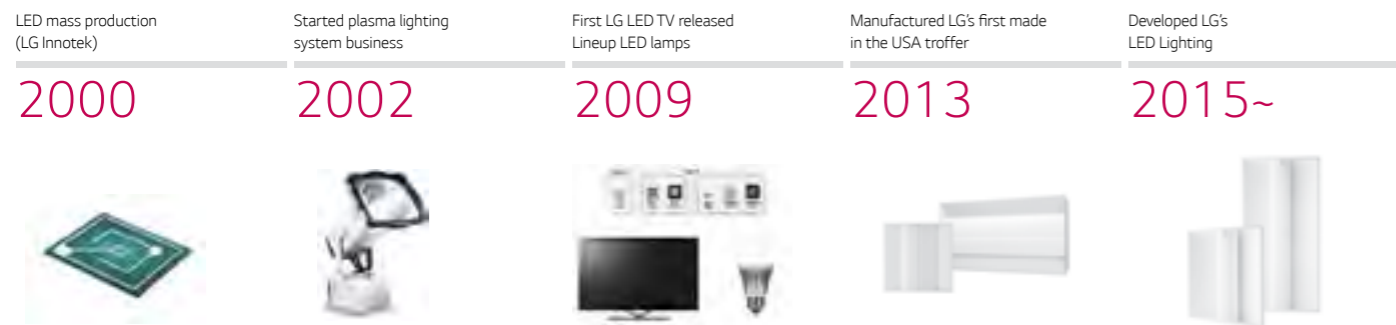 LED mass production
(LG Innotek)
2000
Started plasma lighting
system business
2002
First LG LED TV released
Lineup LED lamps
2009
Manufactured LG's first made
in the USA troffer
2013
Developed LG's
LED Lighting
2015~